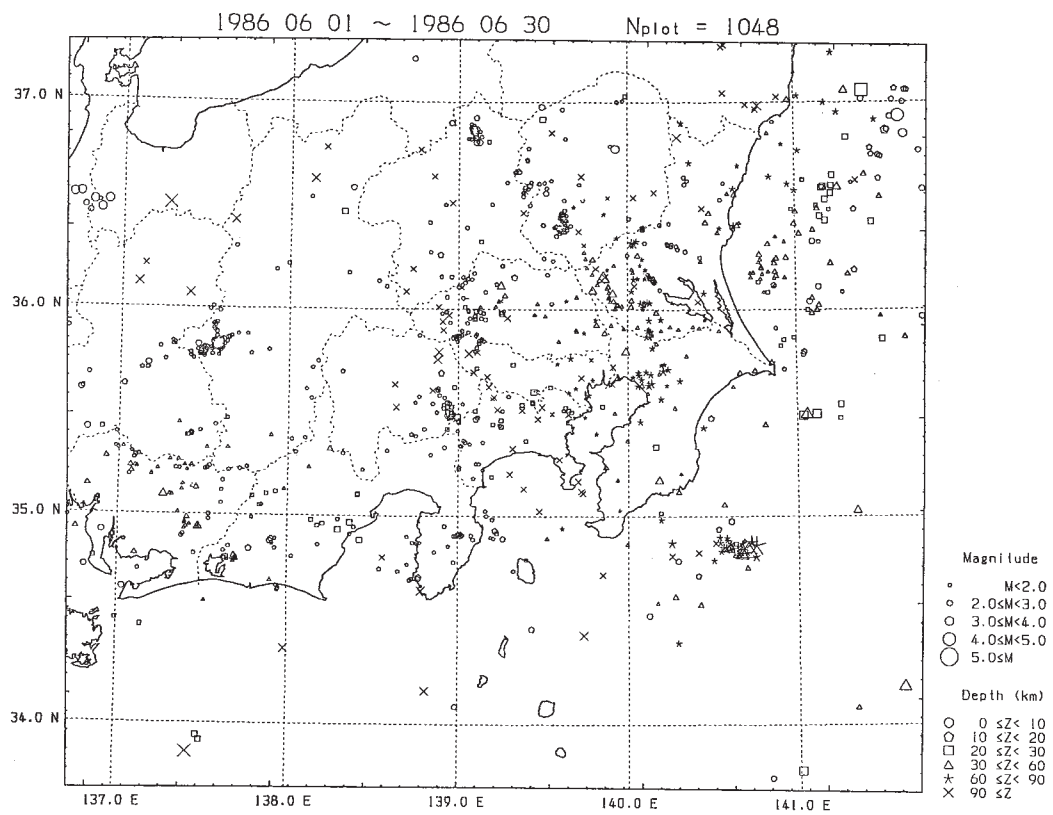 1986 06 01 ~ 1986 06 30 Nplot = 1048
37.0 N
36.0 N
35.0 N
34.0 N
137.0 E 138.0 E 139.0 E 140.0 E 141.0 E
Magnitude
M<2.0
2.0≤M<3.0
3.0≤M<4.0
4.0≤M<5.0
5.0≤M
Depth (km)
0 ≤Z< 10
10 ≤Z< 20
20 ≤Z< 30
30 ≤Z< 60
60 ≤Z< 90
90 ≤Z